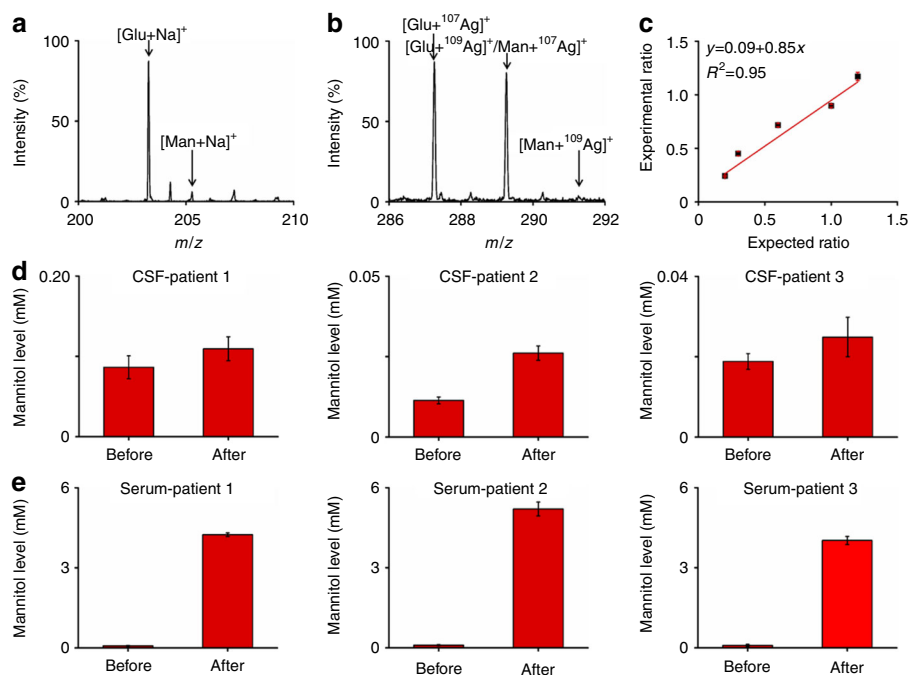 a
[Glu+Na]⁺
[Man+Na]⁺
Intensity (%)
100
50
0
200
205
210
m/z
b
[Glu+¹⁰⁷Ag]⁺
[Glu+¹⁰⁹Ag]⁺/Man+¹⁰⁷Ag]⁺
[Man+¹⁰⁹Ag]⁺
Intensity (%)
100
50
0
286
288
290
292
m/z
c
y=0.09+0.85x
R²=0.95
Experimental ratio
1.5
1.0
0.5
0
0
0.5
1.0
1.5
Expected ratio
d
CSF-patient 1
Mannitol level (mM)
0.20
0
Before
After
CSF-patient 2
Mannitol level (mM)
0.05
0
Before
After
CSF-patient 3
Mannitol level (mM)
0.04
0
Before
After
e
Serum-patient 1
Mannitol level (mM)
6
3
0
Before
After
Serum-patient 2
Mannitol level (mM)
6
3
0
Before
After
Serum-patient 3
Mannitol level (mM)
6
3
0
Before
After